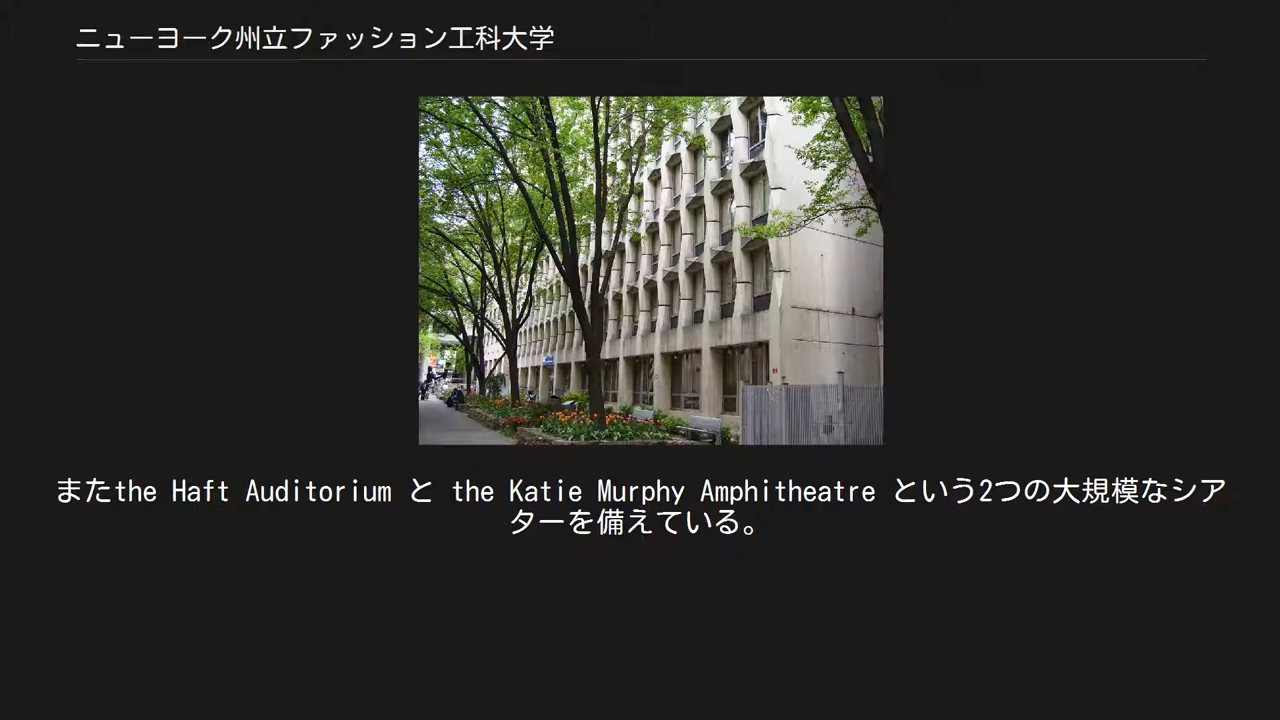 ニューヨーク州立ファッション工科大学
またthe Haft Auditorium と the Katie Murphy Amphitheatre という2つの大規模なシア
ターを備えている。